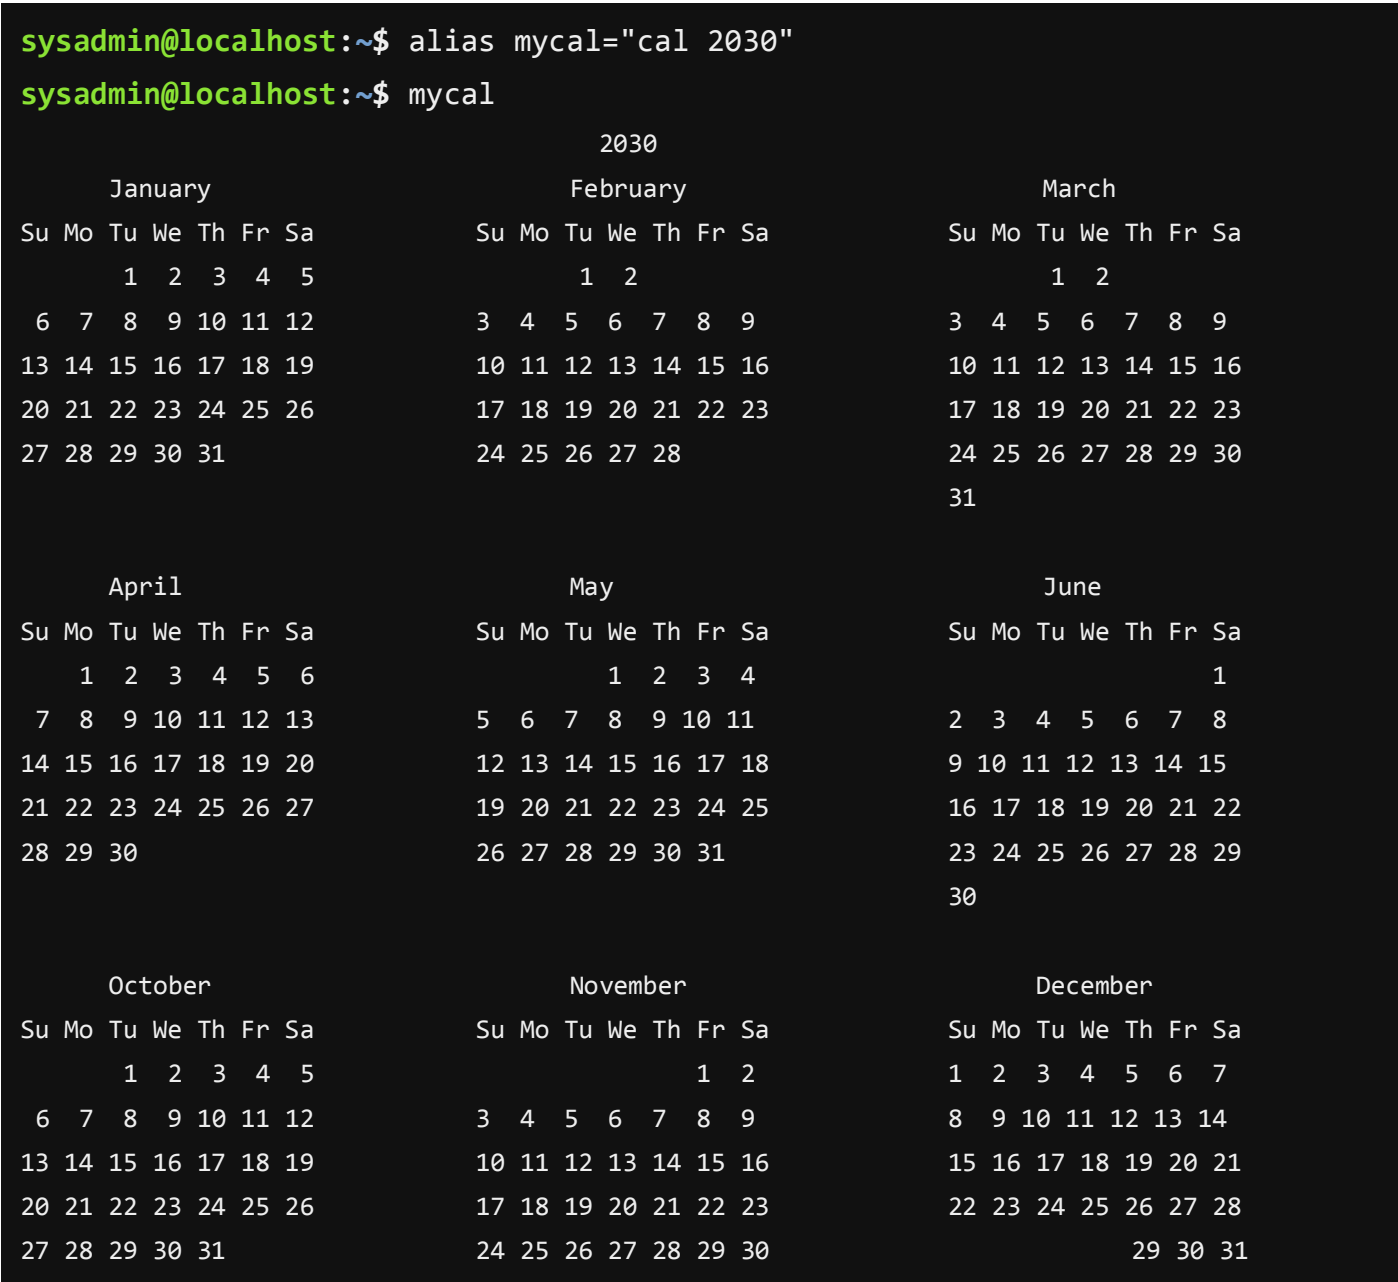 sysadmin@localhost:~$ alias mycal="cal 2030"
sysadmin@localhost:~$ mycal
                                       2030
      January                        February                        March
Su Mo Tu We Th Fr Sa           Su Mo Tu We Th Fr Sa            Su Mo Tu We Th Fr Sa
       1  2  3  4  5                  1  2                            1  2
 6  7  8  9 10 11 12           3  4  5  6  7  8  9             3  4  5  6  7  8  9
13 14 15 16 17 18 19           10 11 12 13 14 15 16            10 11 12 13 14 15 16
20 21 22 23 24 25 26           17 18 19 20 21 22 23            17 18 19 20 21 22 23
27 28 29 30 31                 24 25 26 27 28                  24 25 26 27 28 29 30
                                                               31
      April                          May                             June
Su Mo Tu We Th Fr Sa           Su Mo Tu We Th Fr Sa            Su Mo Tu We Th Fr Sa
    1  2  3  4  5  6                    1  2  3  4                               1
 7  8  9 10 11 12 13           5  6  7  8  9 10 11             2  3  4  5  6  7  8
14 15 16 17 18 19 20           12 13 14 15 16 17 18            9 10 11 12 13 14 15
21 22 23 24 25 26 27           19 20 21 22 23 24 25            16 17 18 19 20 21 22
28 29 30                       26 27 28 29 30 31               23 24 25 26 27 28 29
                                                               30
      October                        November                        December
Su Mo Tu We Th Fr Sa           Su Mo Tu We Th Fr Sa            Su Mo Tu We Th Fr Sa
       1  2  3  4  5                          1  2             1  2  3  4  5  6  7
 6  7  8  9 10 11 12           3  4  5  6  7  8  9             8  9 10 11 12 13 14
13 14 15 16 17 18 19           10 11 12 13 14 15 16            15 16 17 18 19 20 21
20 21 22 23 24 25 26           17 18 19 20 21 22 23            22 23 24 25 26 27 28
27 28 29 30 31                 24 25 26 27 28 29 30                        29 30 31